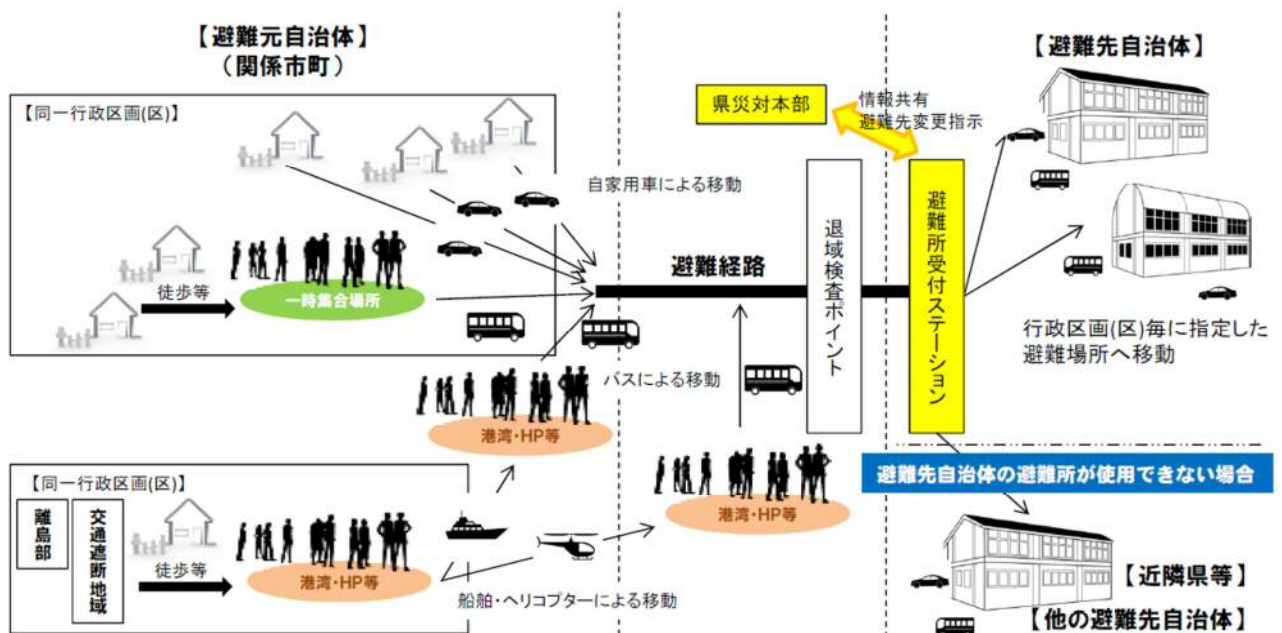 【避難元自治体】
(関係市町)
【同一行政区画(区)】
徒歩等
一時集合場所
自家用車による移動
避難経路
バスによる移動
港湾・HP等
【同一行政区画(区)】
離島部
交通遮断地域
徒歩等
港湾・HP等
船舶・ヘリコプターによる移動
港湾・HP等
県災対本部
情報共有
避難先変更指示
退域検査ポイント
避難所受付ステーション
【避難先自治体】
行政区画(区)毎に指定した
避難場所へ移動
避難先自治体の避難所が使用できない場合
【近隣県等】
【他の避難先自治体】